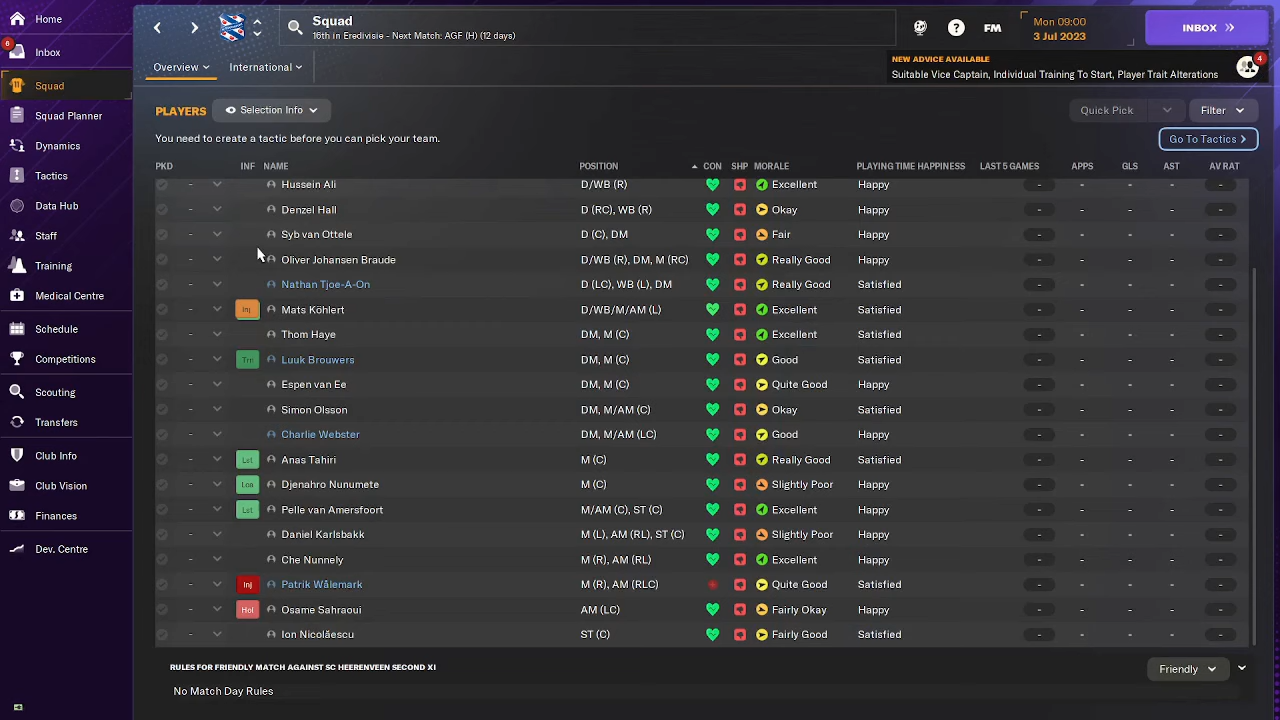 Home
6
Inbox
Squad
Squad Planner
Dynamics
Tactics
Data Hub
Staff
Training
Medical Centre
Schedule
Competitions
Scouting
Transfers
Club Info
Club Vision
Finances
Dev. Centre
Squad
16th in Eredivisie - Next Match: AGF (H) (12 days)
? FM
Mon 09:00
3 Jul 2023
INBOX
Overview International
NEW ADVICE AVAILABLE
Suitable Vice Captain, Individual Training To Start, Player Trait Alterations
4
PLAYERS Selection Info Quick Pick Filter
You need to create a tactic before you can pick your team. Go To Tactics
PKD INF NAME POSITION CON SHP MORALE PLAYING TIME HAPPINESS LAST 5 GAMES APPS GLS AST AV RAT
- Hussein Ali D/WB (R) Excellent Happy - - - - -
- Denzel Hall D (RC), WB (R) Okay Happy - - - - -
- Syb van Ottele D (C), DM Fair Happy - - - - -
- Oliver Johansen Braude D/WB (R), DM, M (RC) Really Good Happy - - - - -
- Nathan Tjoe-A-On D (LC), WB (L), DM Really Good Satisfied - - - - -
- Inj Mats Köhlert D/WB/M/AM (L) Excellent Satisfied - - - - -
- Thom Haye DM, M (C) Excellent Satisfied - - - - -
- Trn Luuk Brouwers DM, M (C) Good Satisfied - - - - -
- Espen van Ee DM, M (C) Quite Good Happy - - - - -
- Simon Olsson DM, M/AM (C) Okay Satisfied - - - - -
- Charlie Webster DM, M/AM (LC) Good Happy - - - - -
- Lst Anas Tahiri M (C) Really Good Satisfied - - - - -
- Loa Djenahro Nunumete M (C) Slightly Poor Happy - - - - -
- Lst Pelle van Amersfoort M/AM (C), ST (C) Excellent Happy - - - - -
- Daniel Karlsbakk M (L), AM (RL), ST (C) Slightly Poor Happy - - - - -
- Che Nunnely M (R), AM (RL) Excellent Happy - - - - -
- Inj Patrik Wålemark M (R), AM (RLC) Quite Good Satisfied - - - - -
- Hol Osame Sahraoui AM (LC) Fairly Okay Happy - - - - -
- Ion Nicolăescu ST (C) Fairly Good Satisfied - - - - -
RULES FOR FRIENDLY MATCH AGAINST SC HEERENVEEN SECOND XI Friendly
No Match Day Rules